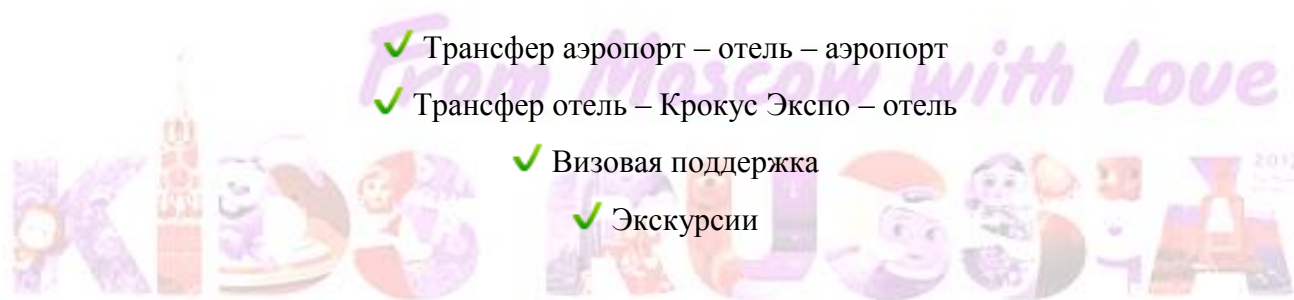 From Moscow with Love
✓ Трансфер аэропорт – отель – аэропорт
✓ Трансфер отель – Крокус Экспо – отель
✓ Визовая поддержка
✓ Экскурсии
KIDS RUSSIA